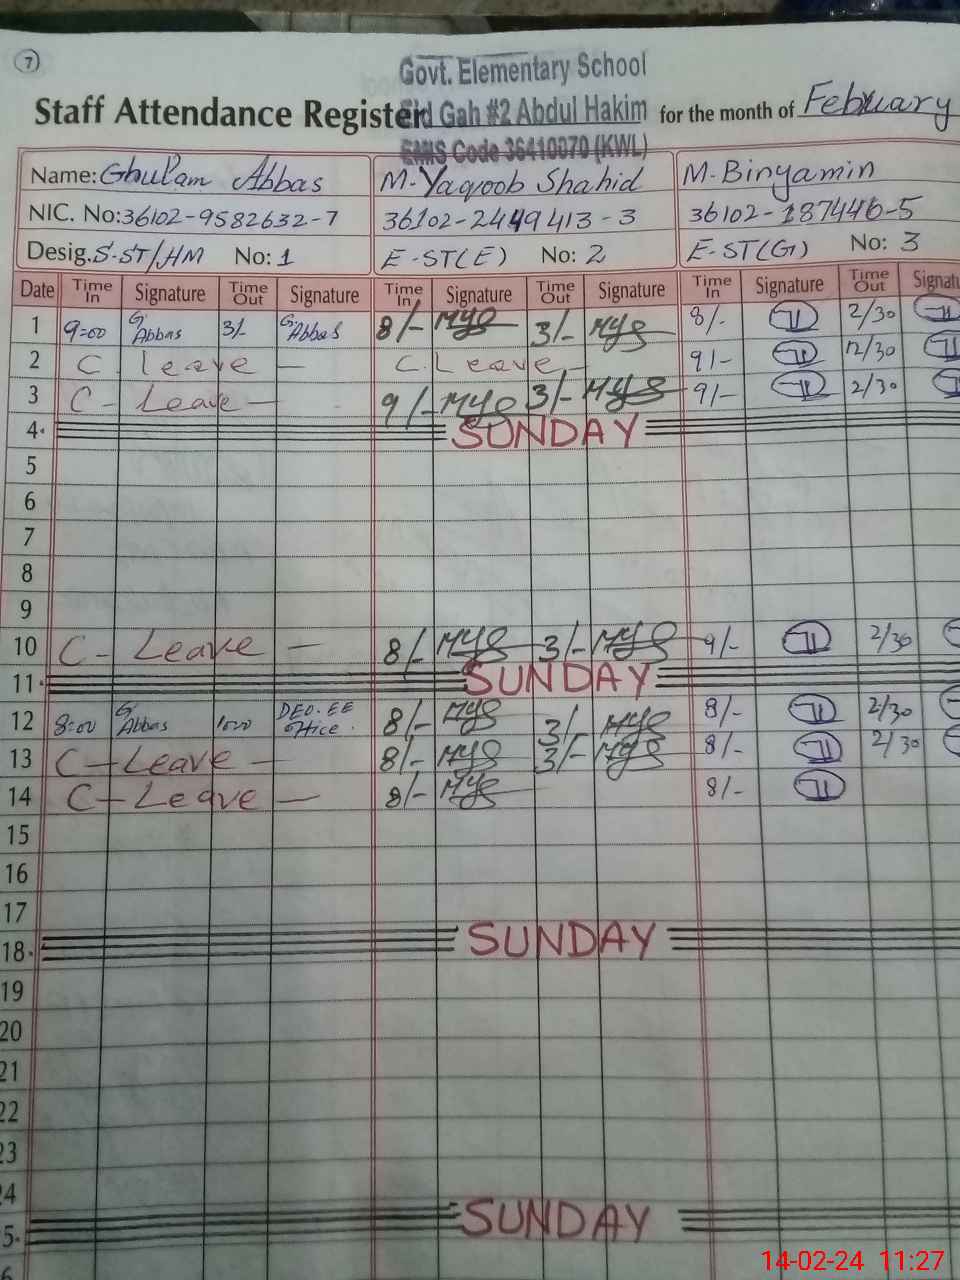 7
Govt. Elementary School
Staff Attendance Register Eid Gah #2 Abdul Hakim for the month of February
EMIS Code 36410070 (KWL)
Name: Ghulam Abbas M. Yaqoob Shahid M. Binyamin
NIC. No: 36102-9582632-7 36102-2449413-3 36102-187446-5
Desig. S.ST/HM No: 1 E-ST(E) No: 2 E-ST(G) No: 3
Date Time In Signature Time Out Signature Time In Signature Time Out Signature Time In Signature Time Out Signatu
1 9=00 G. Abbas 3/- G. Abbas 8/- MYS 3/- MYS 8/- 2/30
2 C. Leave — C. Leave — 9/- 12/30
3 C- Leave — 9/- MYS 3/- MYS 9/- 2/30
4 SUNDAY
5
6
7
8
9
10 C- Leave — 8/- MYS 3/- MYS 9/- 2/30
11 SUNDAY
12 8=00 G. Abbas 1000 DEO.EE office. 8/- MYS 3/- MYS 8/- 2/30
13 C-Leave — 8/- MYS 3/- MYS 8/- 2/30
14 C-Leave — 8/- MYS 8/-
15
16
17
18 SUNDAY
19
20
21
22
23
24
5 SUNDAY
6
14-02-24 11:27